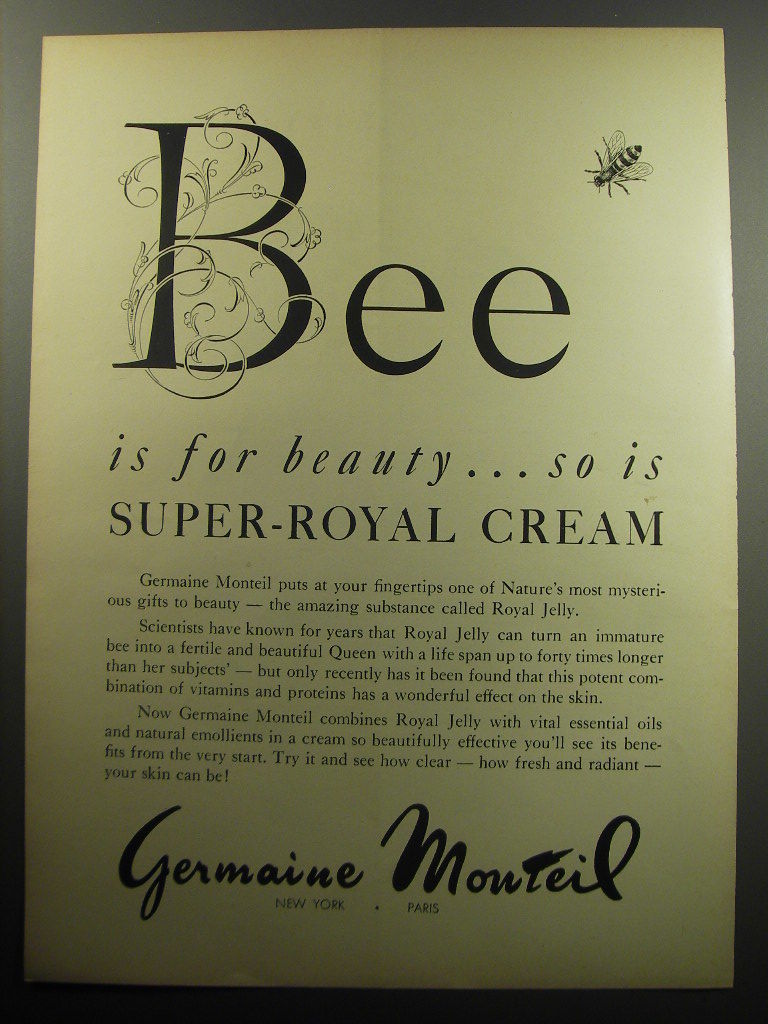 Bee
is for beauty...so is
SUPER-ROYAL CREAM
Germaine Monteil puts at your fingertips one of Nature's most mysteri-
ous gifts to beauty — the amazing substance called Royal Jelly.
Scientists have known for years that Royal Jelly can turn an immature
bee into a fertile and beautiful Queen with a life span up to forty times longer
than her subjects' — but only recently has it been found that this potent com-
bination of vitamins and proteins has a wonderful effect on the skin.
Now Germaine Monteil combines Royal Jelly with vital essential oils
and natural emollients in a cream so beautifully effective you'll see its bene-
fits from the very start. Try it and see how clear — how fresh and radiant —
your skin can be!
Germaine Monteil
NEW YORK . PARIS